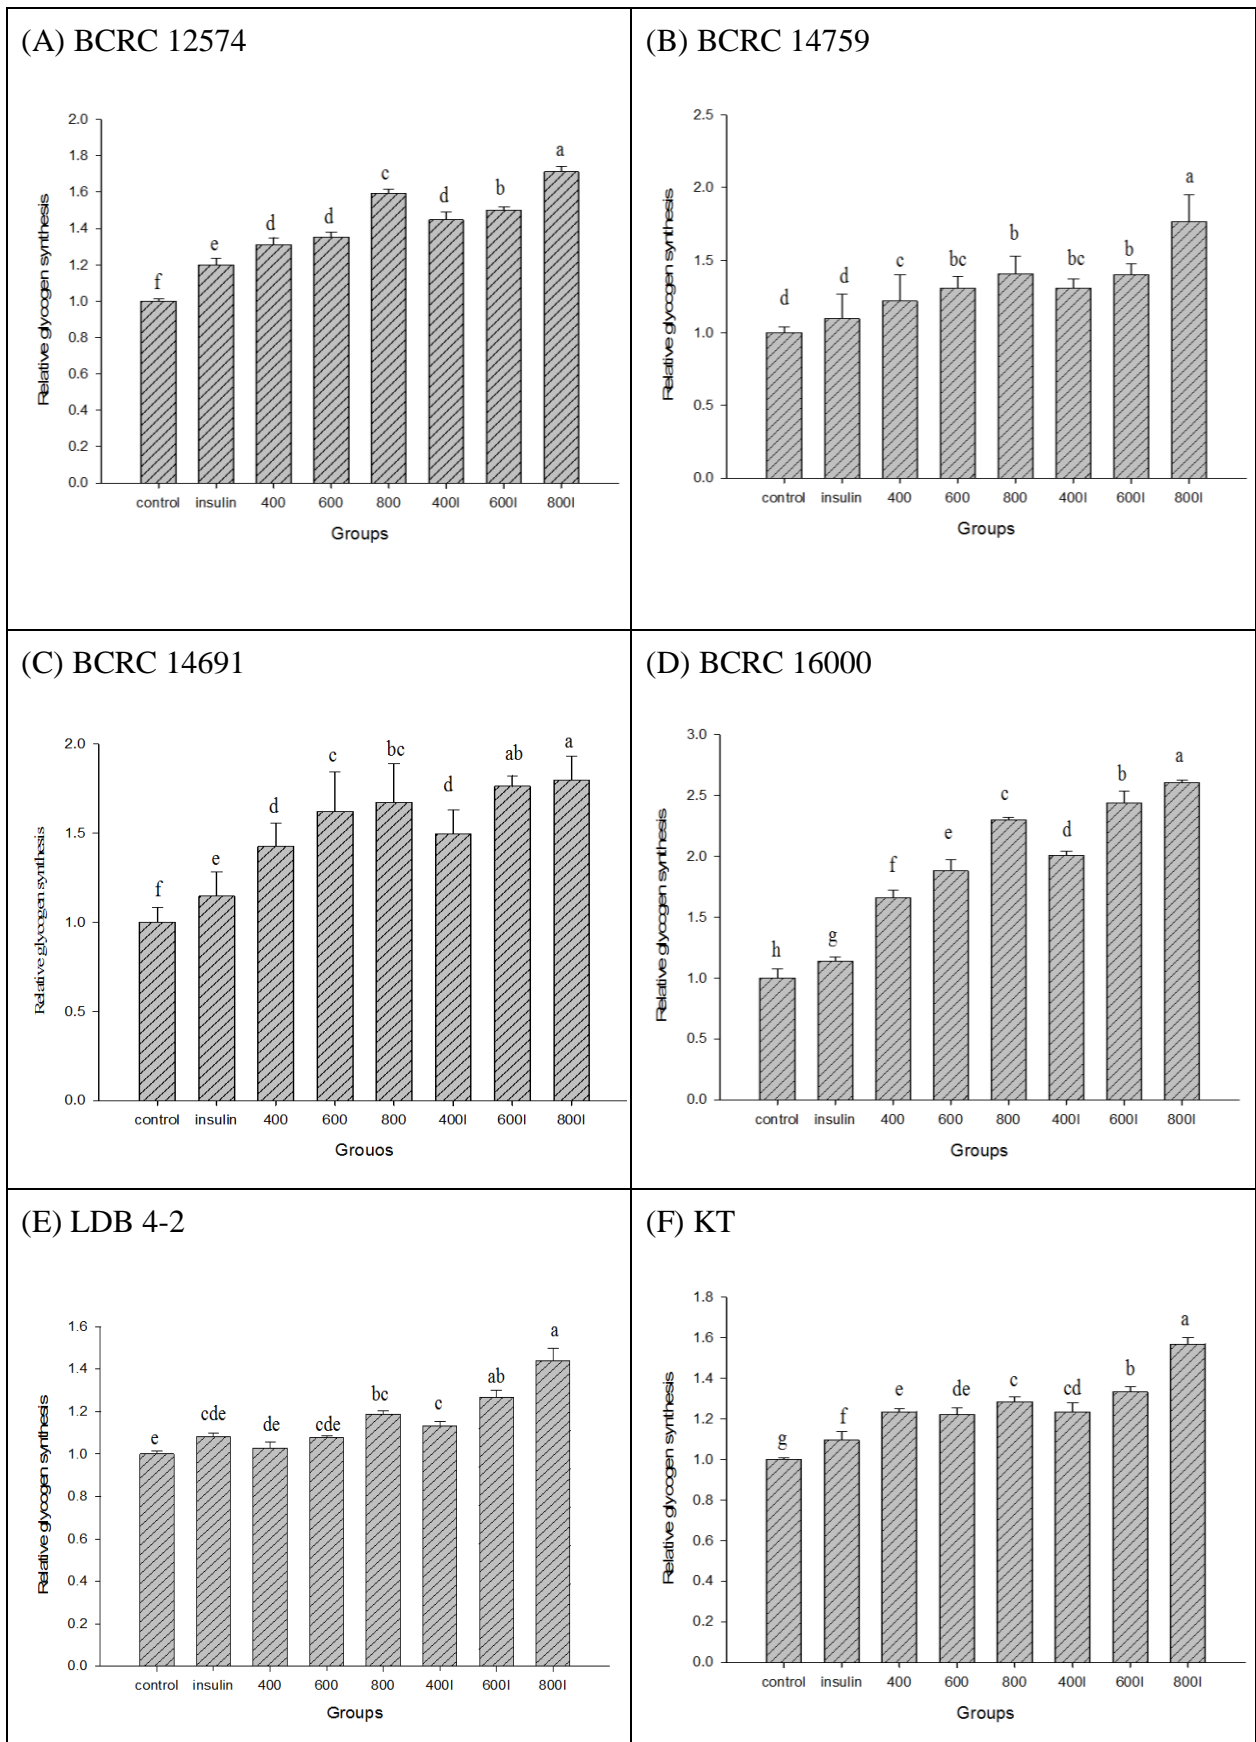 (A) BCRC 12574
Relative glycogen synthesis
2.0
1.8
1.6
1.4
1.2
1.0
0.8
0.6
0.4
0.2
0.0
f e d d c d b a
control insulin 400 600 800 400I 600I 800I
Groups
(B) BCRC 14759
Relative glycogen synthesis
2.5
2.0
1.5
1.0
0.5
0.0
d d c bc b bc b a
control insulin 400 600 800 400I 600I 800I
Groups
(C) BCRC 14691
Relative glycogen synthesis
2.0
1.5
1.0
0.5
0.0
f e d c bc d ab a
control insulin 400 600 800 400I 600I 800I
Grouos
(D) BCRC 16000
Relative glycogen synthesis
3.0
2.5
2.0
1.5
1.0
0.5
0.0
h g f e c d b a
control insulin 400 600 800 400I 600I 800I
Groups
(E) LDB 4-2
Relative glycogen synthesis
1.6
1.4
1.2
1.0
0.8
0.6
0.4
0.2
0.0
e cde de cde bc c ab a
control insulin 400 600 800 400I 600I 800I
Groups
(F) KT
Relative glycogen synthesis
1.8
1.6
1.4
1.2
1.0
0.8
0.6
0.4
0.2
0.0
g f e de c cd b a
control insulin 400 600 800 400I 600I 800I
Groups